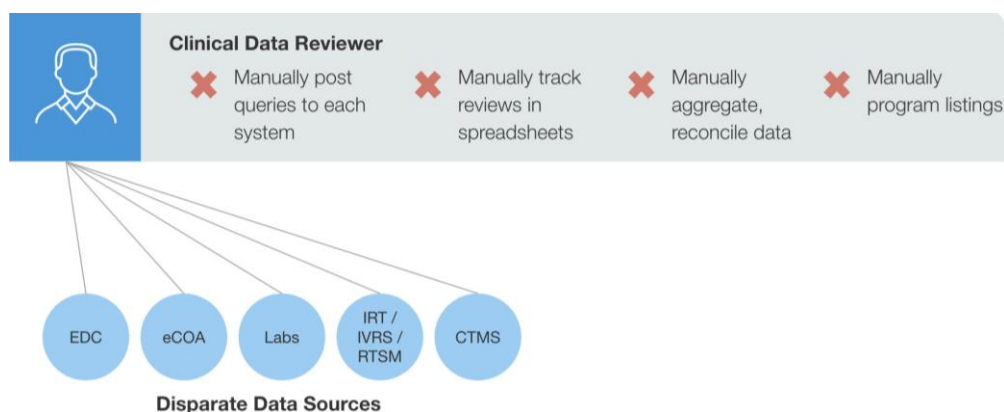 Clinical Data Reviewer
Manually post
queries to each
system
Manually track
reviews in
spreadsheets
Manually
aggregate,
reconcile data
Manually
program listings
EDC
eCOA
Labs
IRT /
IVRS /
RTSM
CTMS
Disparate Data Sources